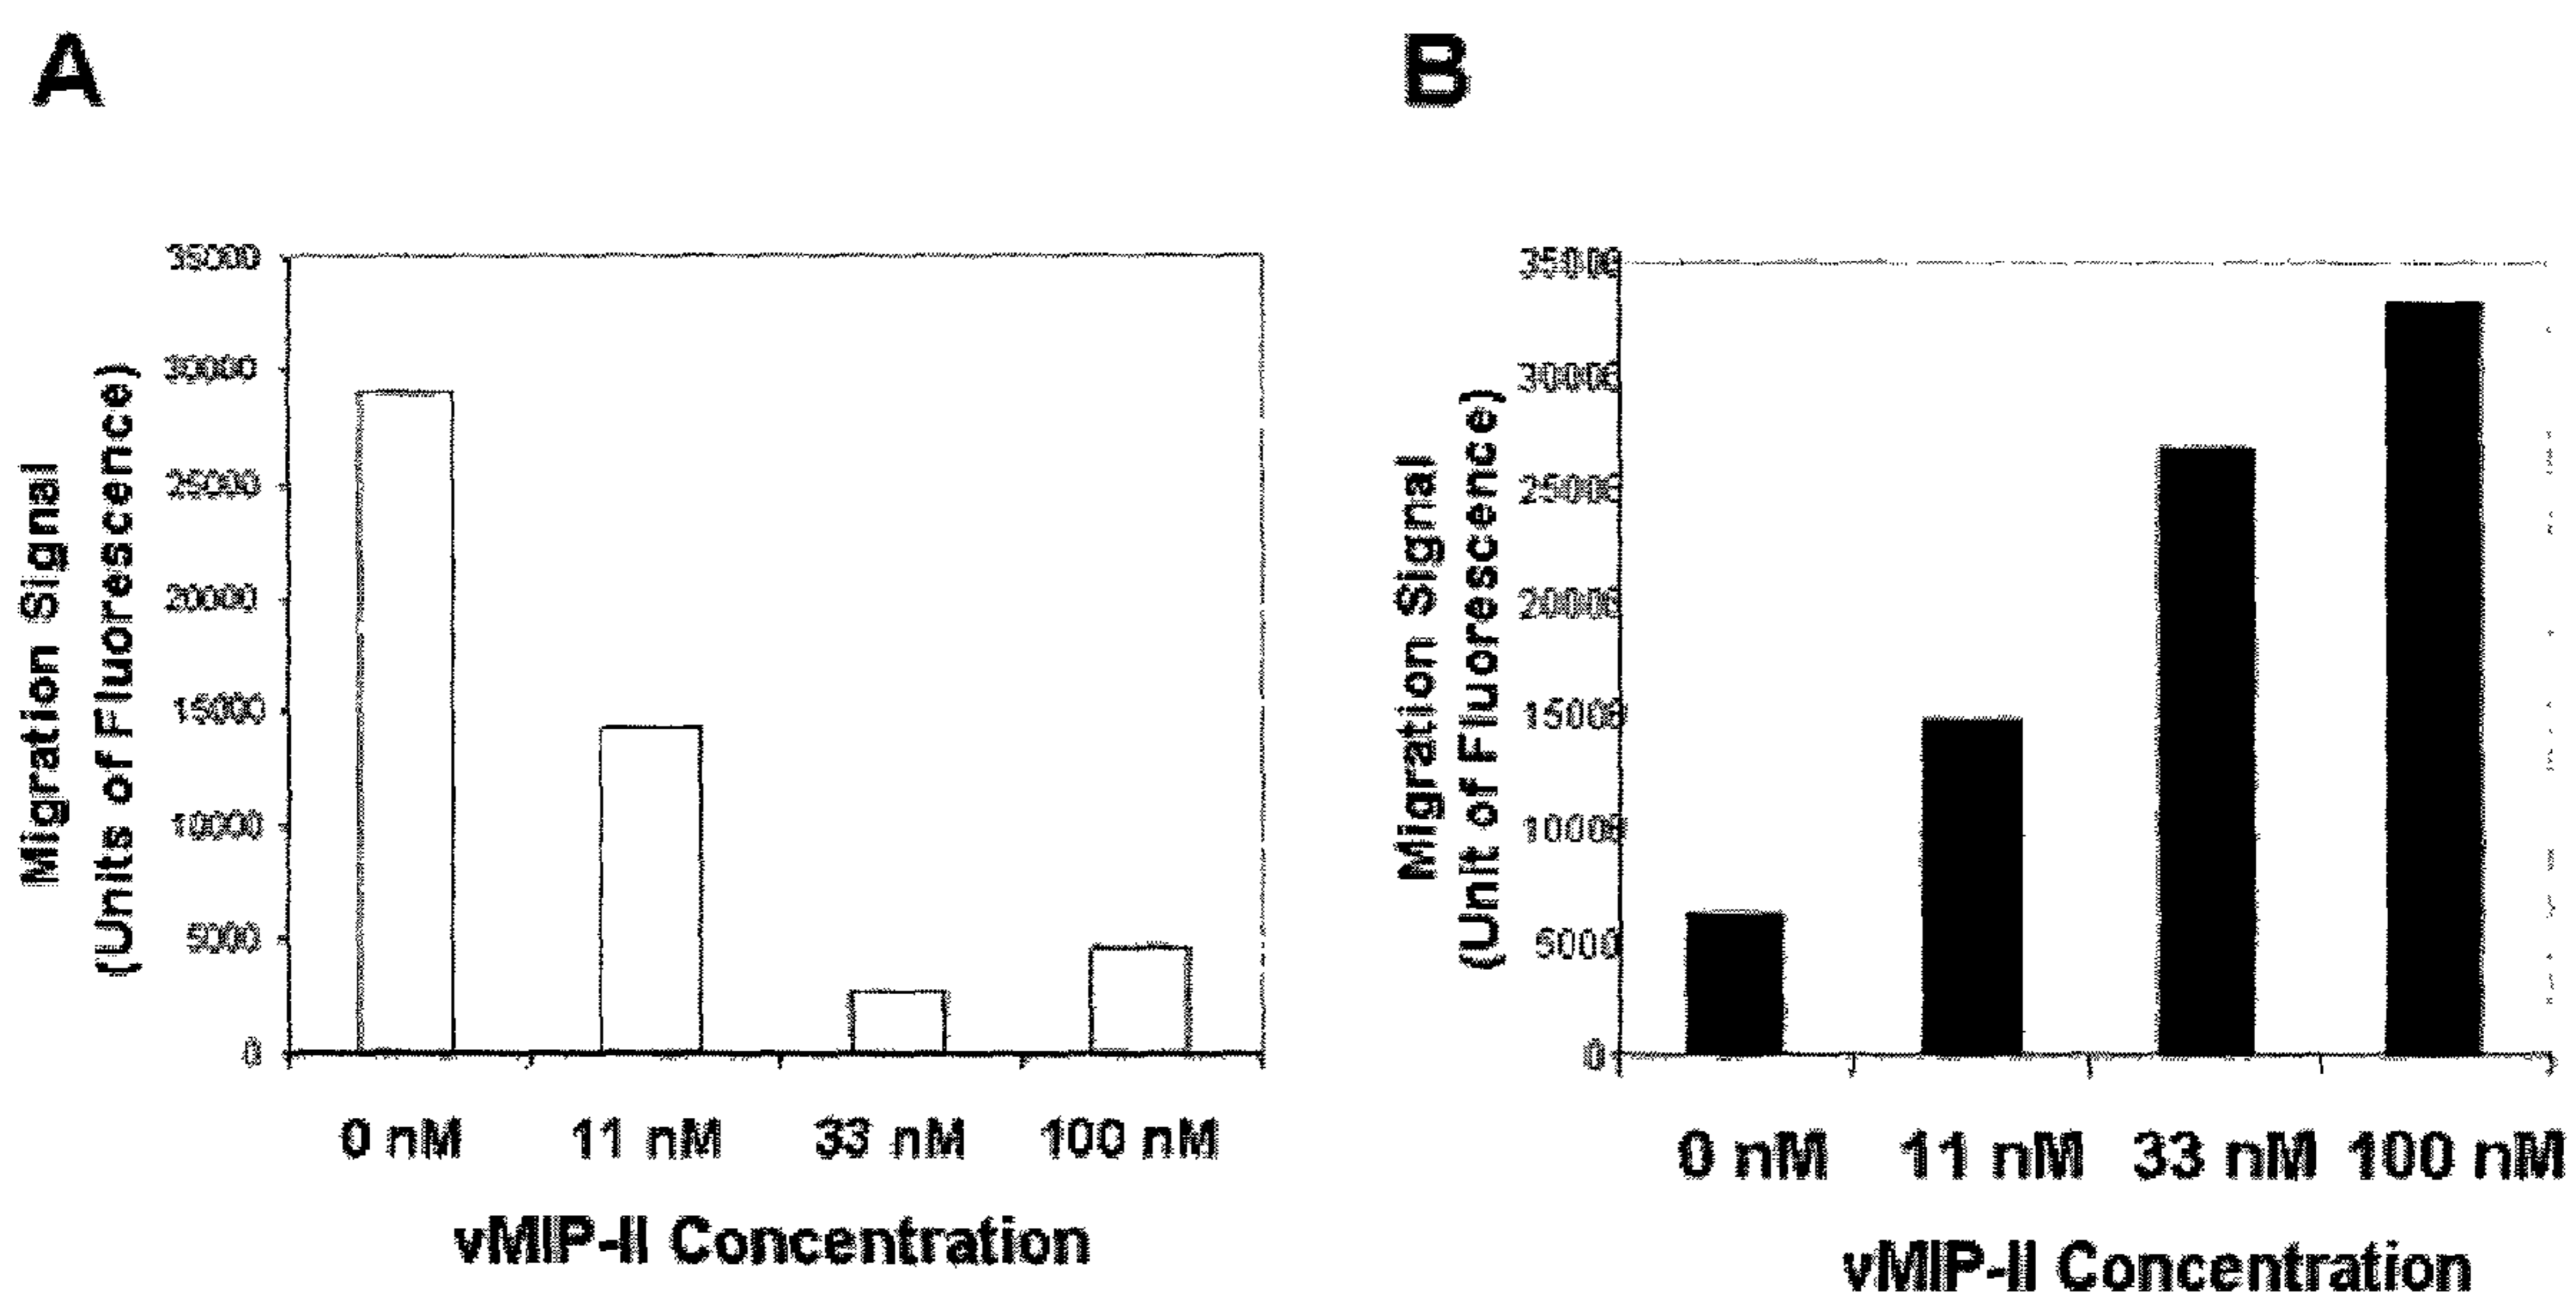 A
B
Migration Signal
(Units of Fluorescence)
35000
30000
25000
20000
15000
10000
5000
0
0 nM 11 nM 33 nM 100 nM
vMIP-II Concentration
Migration Signal
(Unit of Fluorescence)
35000
30000
25000
20000
15000
10000
5000
0
0 nM 11 nM 33 nM 100 nM
vMIP-II Concentration